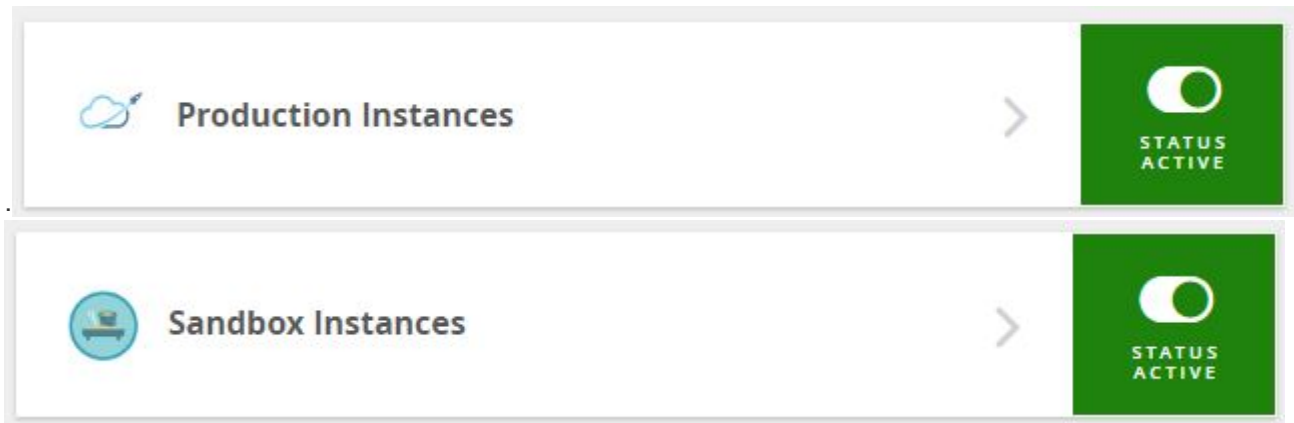 Production Instances
STATUS
ACTIVE
.
Sandbox Instances
STATUS
ACTIVE